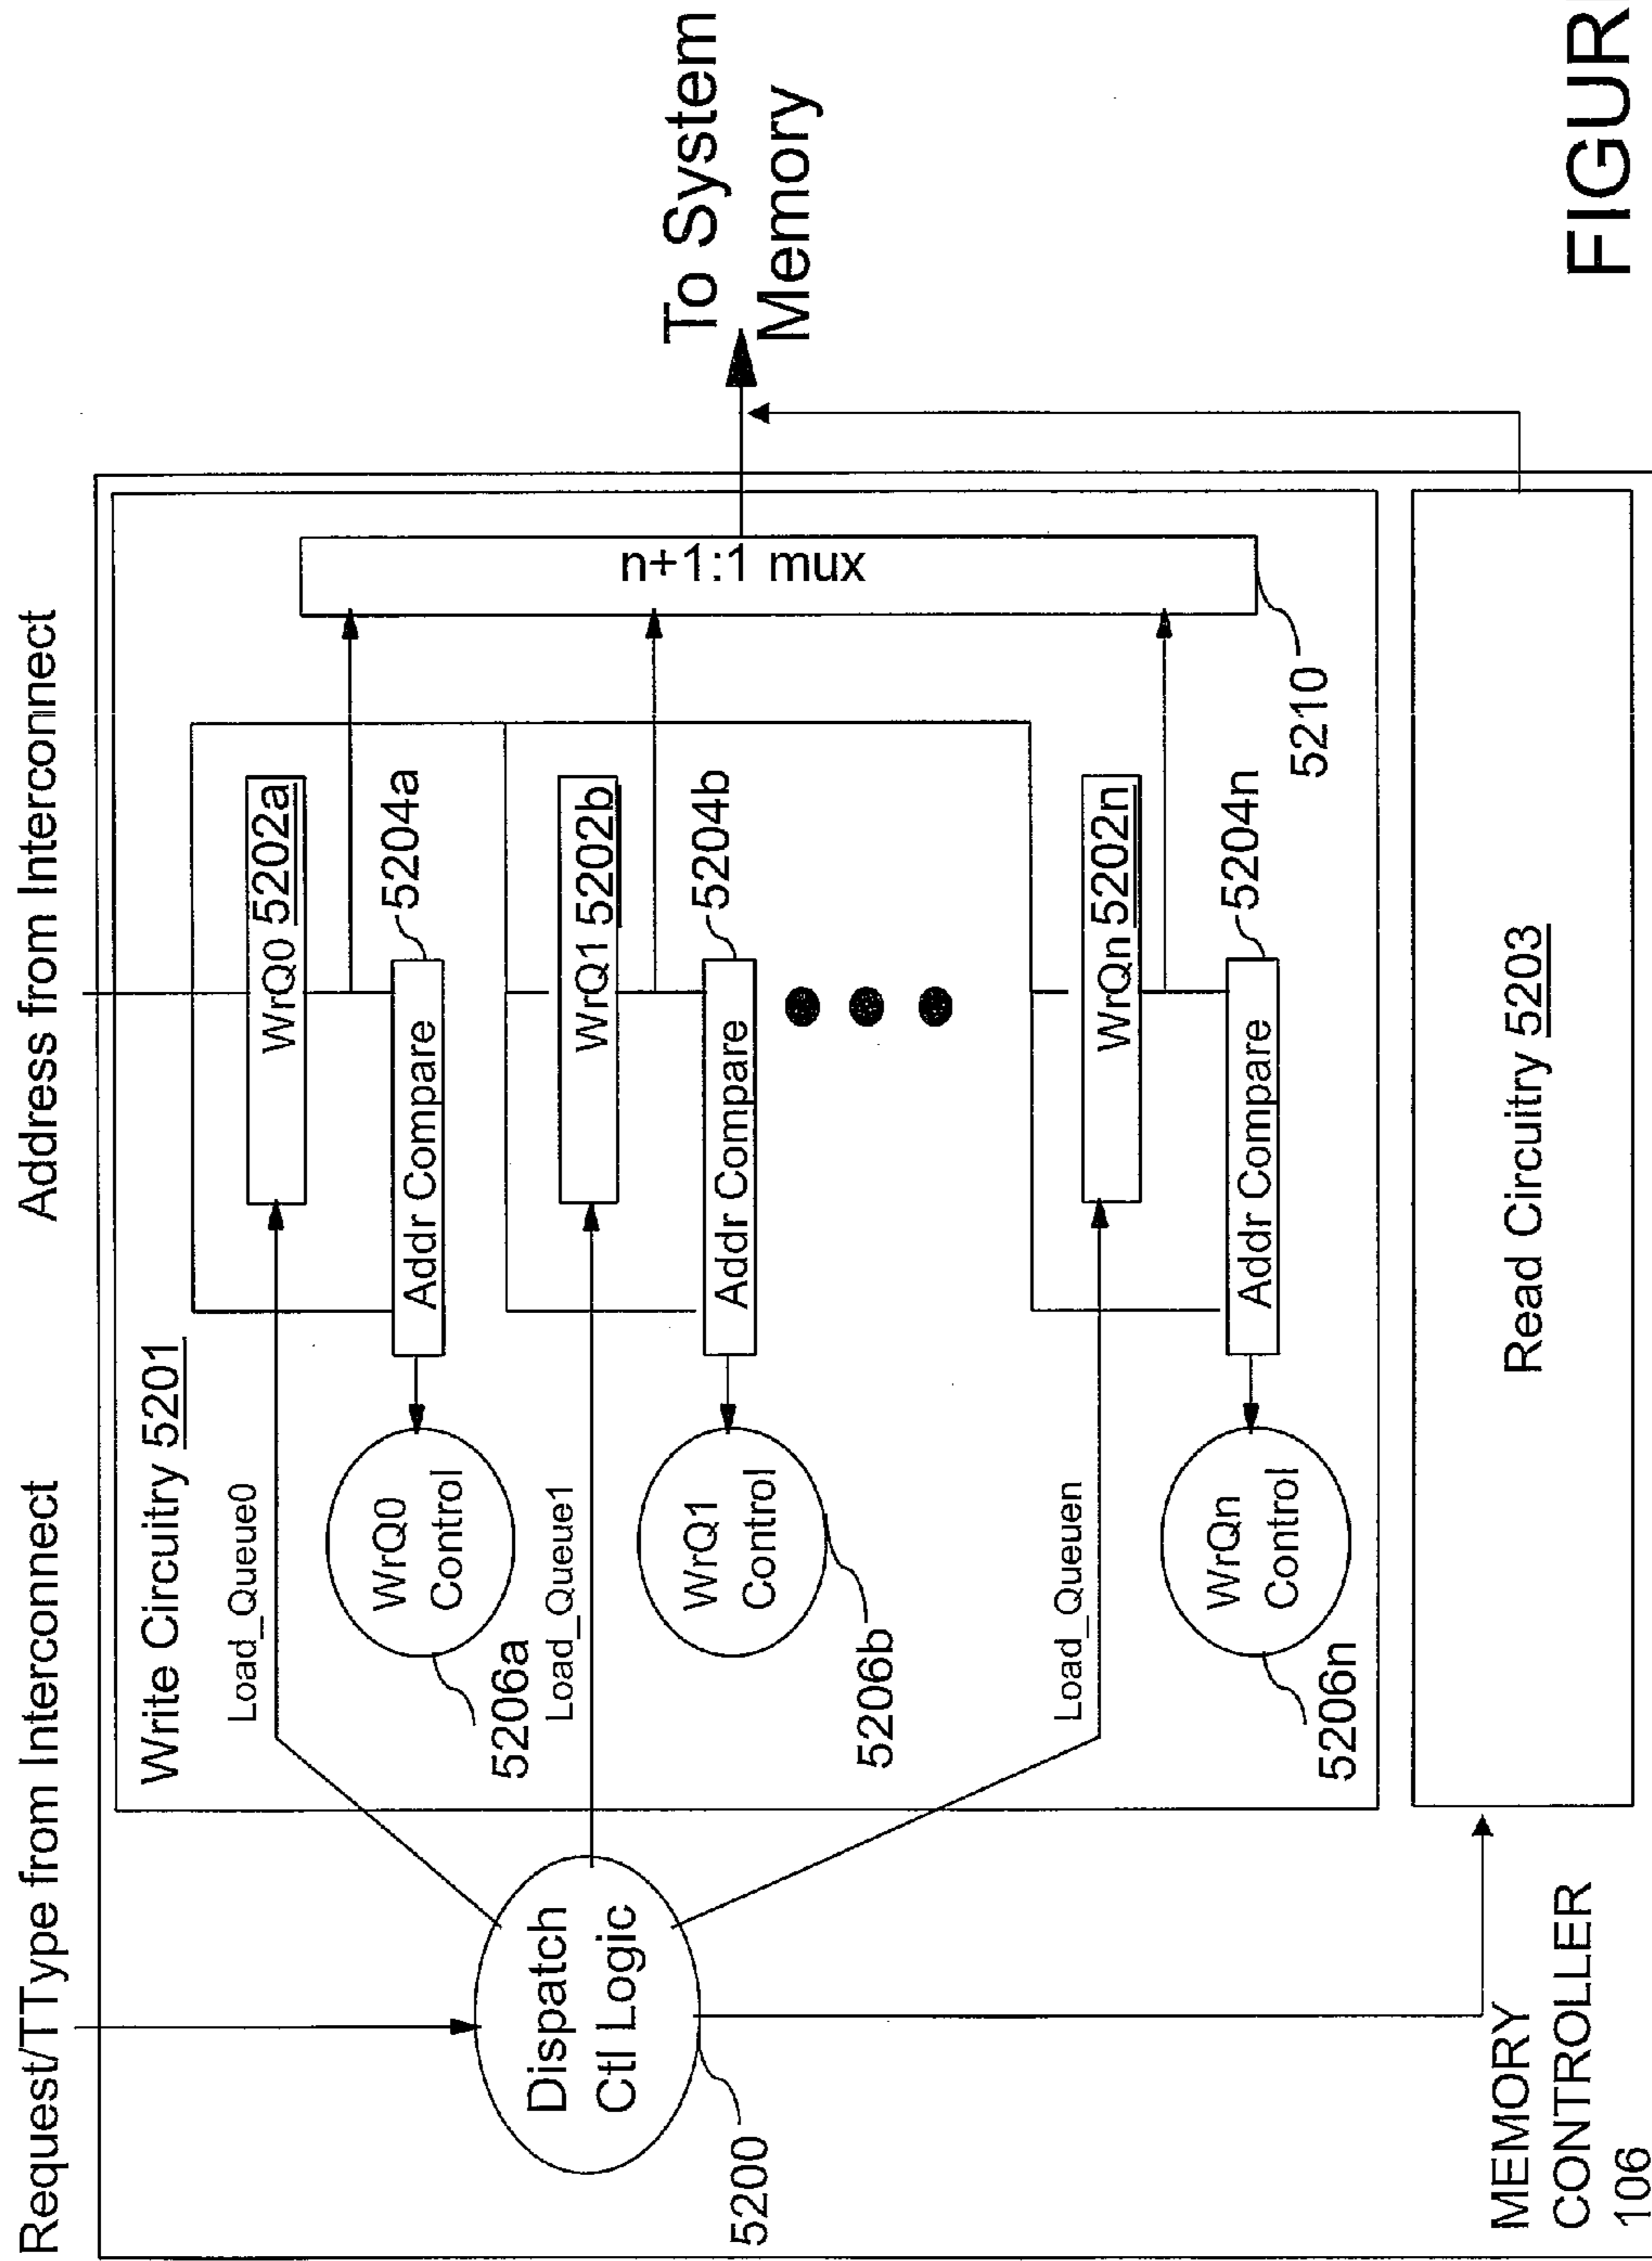 Request/TType from Interconnect
Address from Interconnect
Write Circuitry 5201
Load_Queue0
WrQ0 5202a
WrQ0
Control
5206a
Addr Compare
5204a
Load_Queue1
WrQ1 5202b
WrQ1
Control
5206b
Addr Compare
5204b
Load_Queuen
WrQn 5202n
WrQn
Control
5206n
Addr Compare
5204n
n+1:1 mux
5210
To System
Memory
Dispatch
Ctl Logic
5200
Read Circuitry 5203
MEMORY
CONTROLLER
106
FIGUR